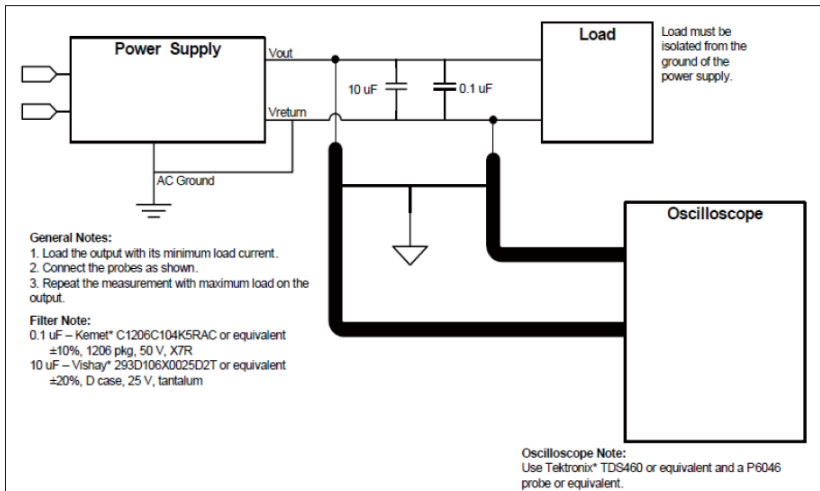 Power Supply
Vout
Vreturn
10 uF
0.1 uF
Load
Load must be
isolated from the
ground of the
power supply.
AC Ground
Oscilloscope
General Notes:
1. Load the output with its minimum load current.
2. Connect the probes as shown.
3. Repeat the measurement with maximum load on the
output.
Filter Note:
0.1 uF – Kemet* C1206C104K5RAC or equivalent
±10%, 1206 pkg, 50 V, X7R
10 uF – Vishay* 293D106X0025D2T or equivalent
±20%, D case, 25 V, tantalum
Oscilloscope Note:
Use Tektronix* TDS460 or equivalent and a P6046
probe or equivalent.